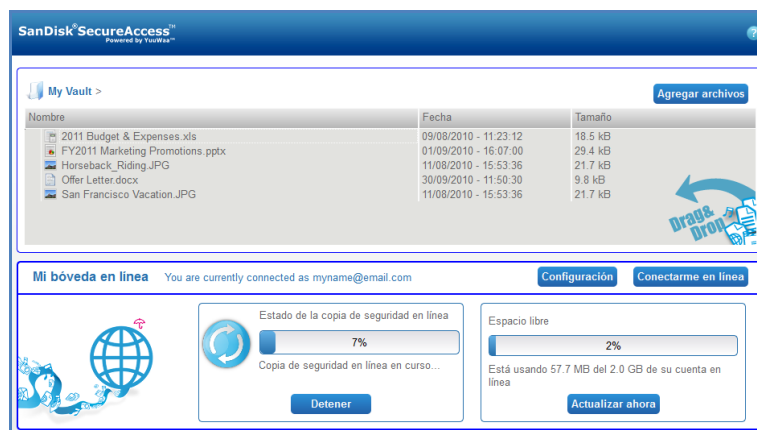 SanDisk® SecureAccess™
Powered by YuuWaa™
?
My Vault >
Agregar archivos
Nombre Fecha Tamaño
2011 Budget & Expenses.xls 09/08/2010 - 11:23:12 18.5 kB
FY2011 Marketing Promotions.pptx 01/09/2010 - 16:07:00 29.4 kB
Horseback_Riding.JPG 11/08/2010 - 15:53:36 21.7 kB
Offer Letter.docx 30/09/2010 - 11:50:30 9.8 kB
San Francisco Vacation.JPG 11/08/2010 - 15:53:36 21.7 kB
Drag&
Drop
Mi bóveda en línea You are currently connected as myname@email.com Configuración Conectarme en línea
Estado de la copia de seguridad en línea
7%
Copia de seguridad en línea en curso...
Detener
Espacio libre
2%
Está usando 57.7 MB del 2.0 GB de su cuenta en
línea
Actualizar ahora